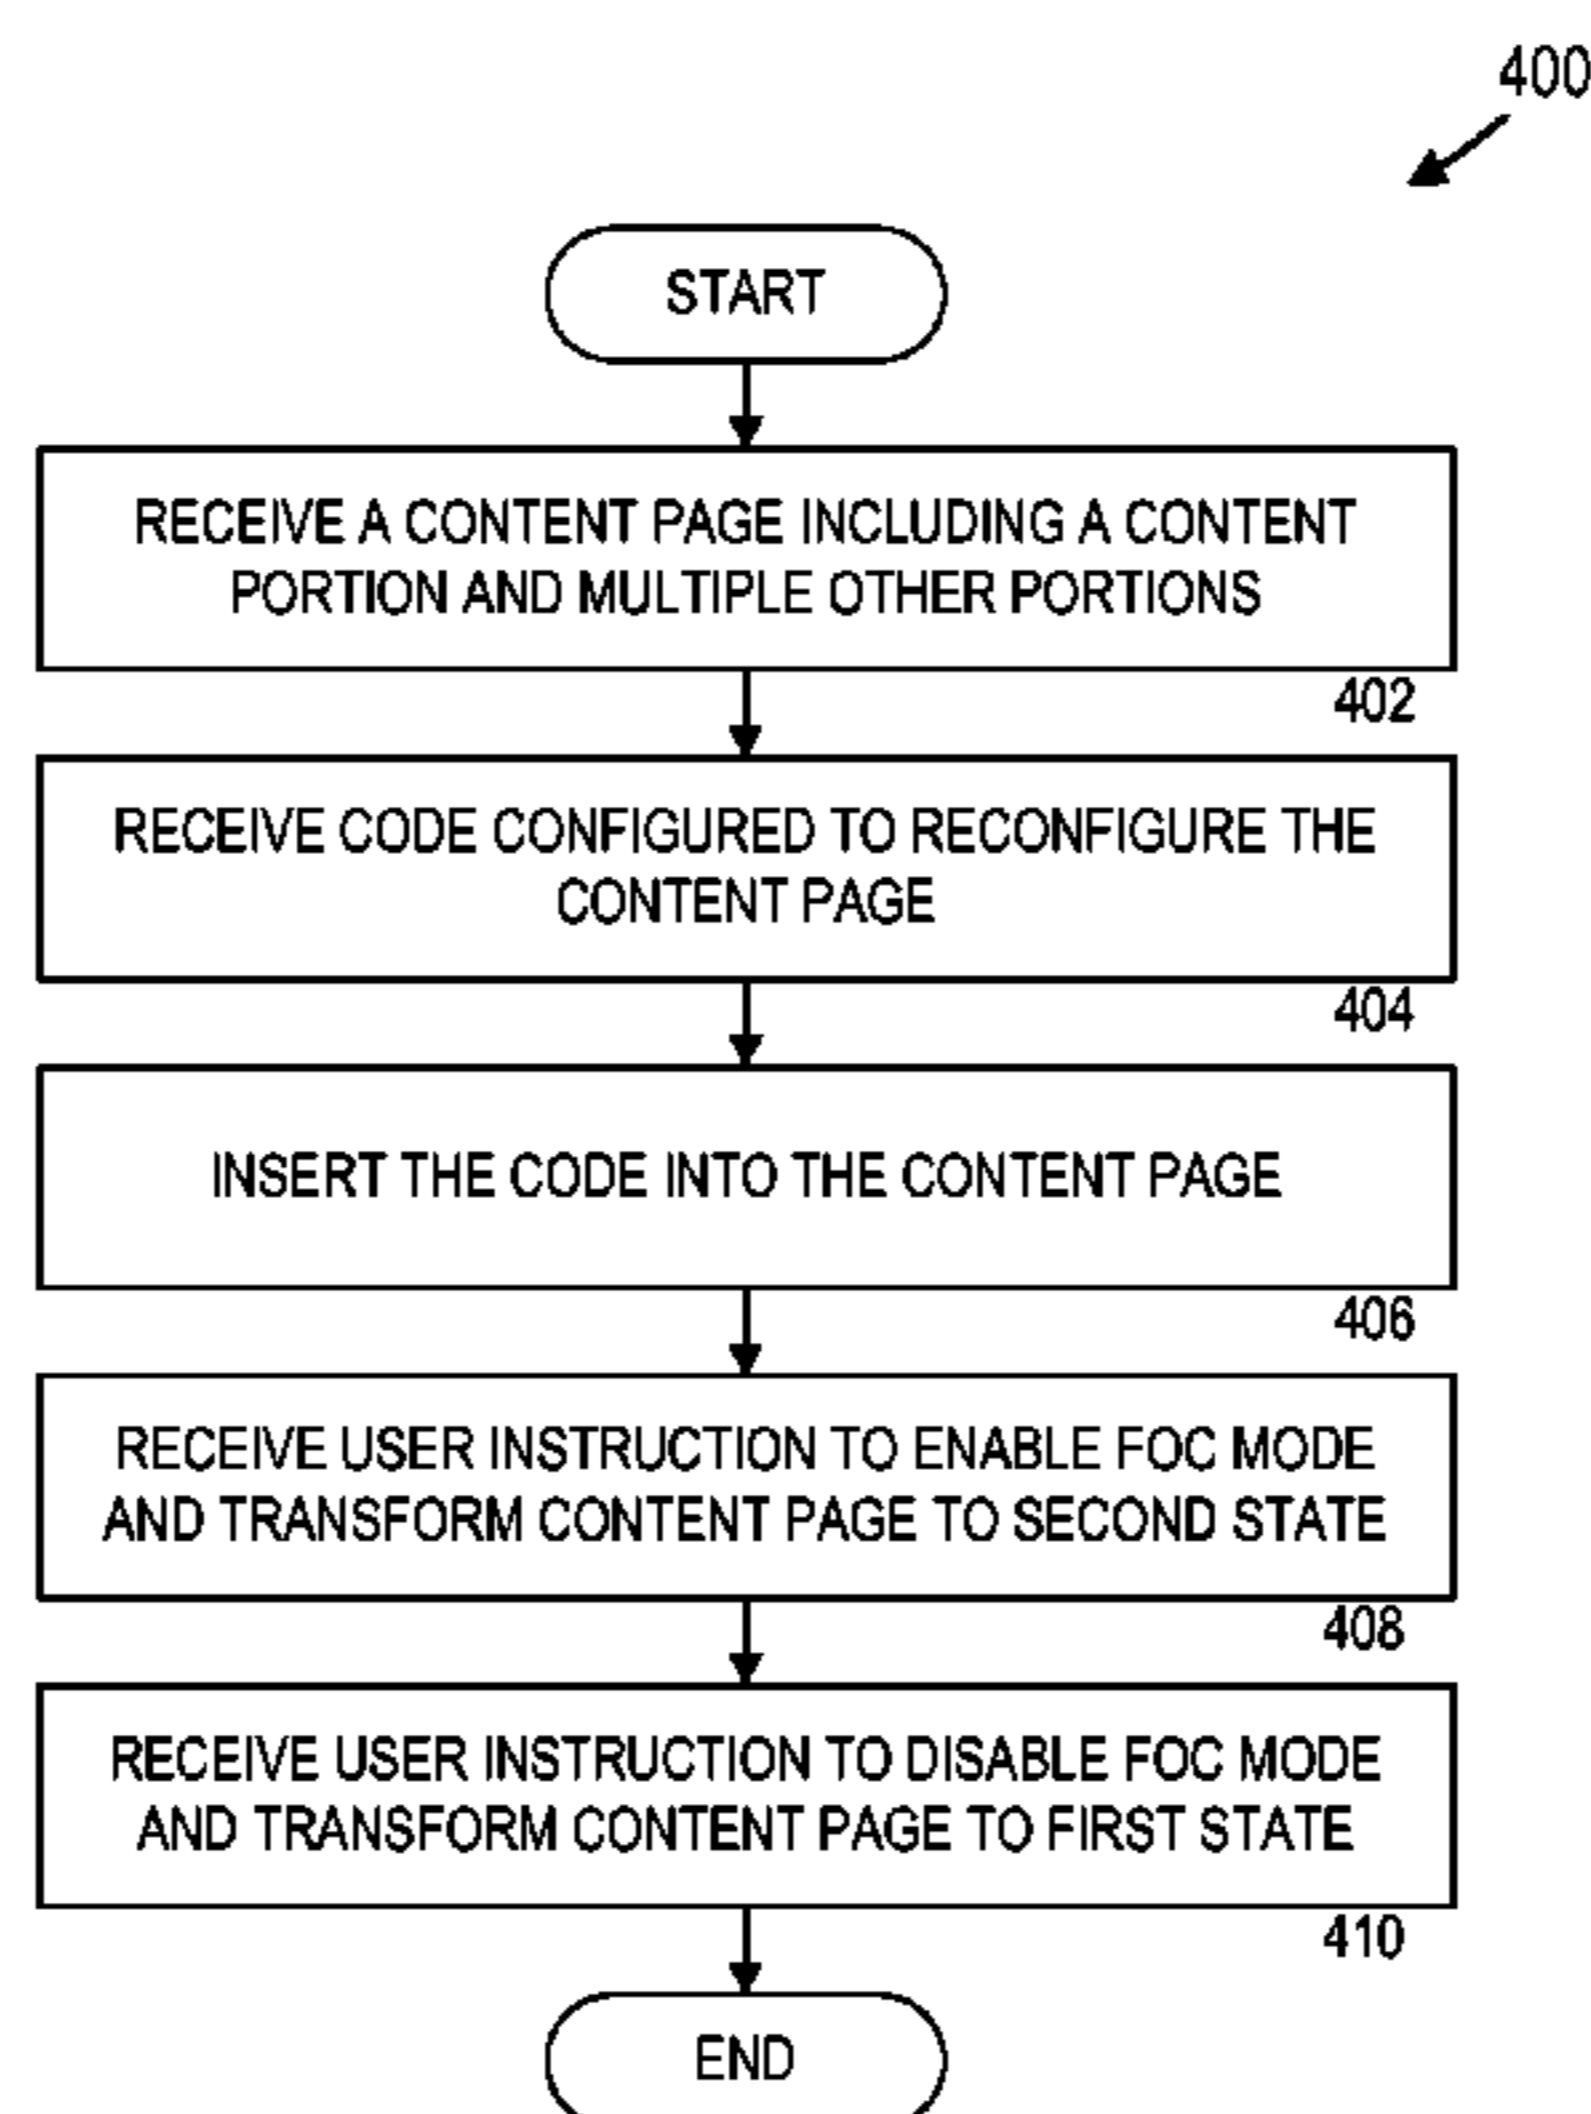 400
START
RECEIVE A CONTENT PAGE INCLUDING A CONTENT
PORTION AND MULTIPLE OTHER PORTIONS
402
RECEIVE CODE CONFIGURED TO RECONFIGURE THE
CONTENT PAGE
404
INSERT THE CODE INTO THE CONTENT PAGE
406
RECEIVE USER INSTRUCTION TO ENABLE FOC MODE
AND TRANSFORM CONTENT PAGE TO SECOND STATE
408
RECEIVE USER INSTRUCTION TO DISABLE FOC MODE
AND TRANSFORM CONTENT PAGE TO FIRST STATE
410
END